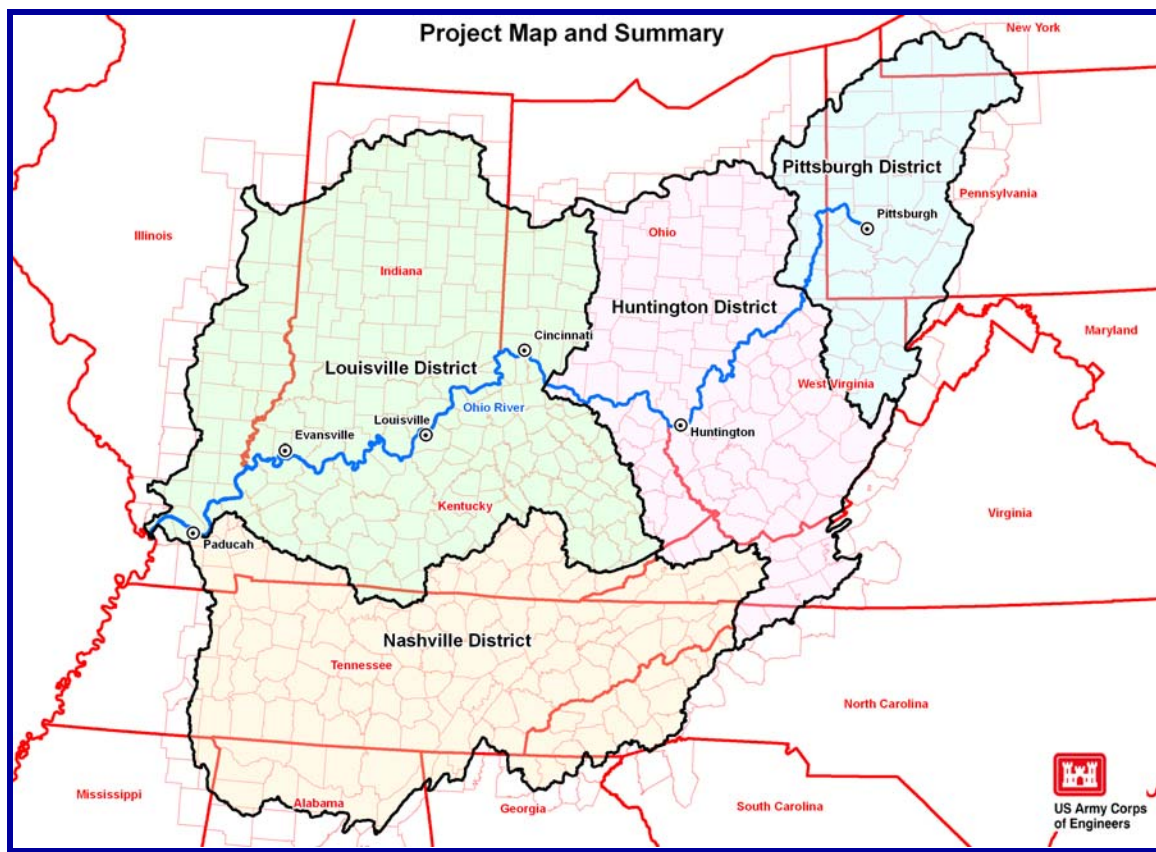 Project Map and Summary
New York
Pittsburgh District
Pennsylvania
Pittsburgh
Illinois
Ohio
Indiana
Huntington District
Maryland
Cincinnati
Louisville District
West Virginia
Ohio River
Louisville
Huntington
Evansville
Kentucky
Virginia
Paducah
Nashville District
Tennessee
North Carolina
Mississippi
Alabama
Georgia
South Carolina
US Army Corps
of Engineers